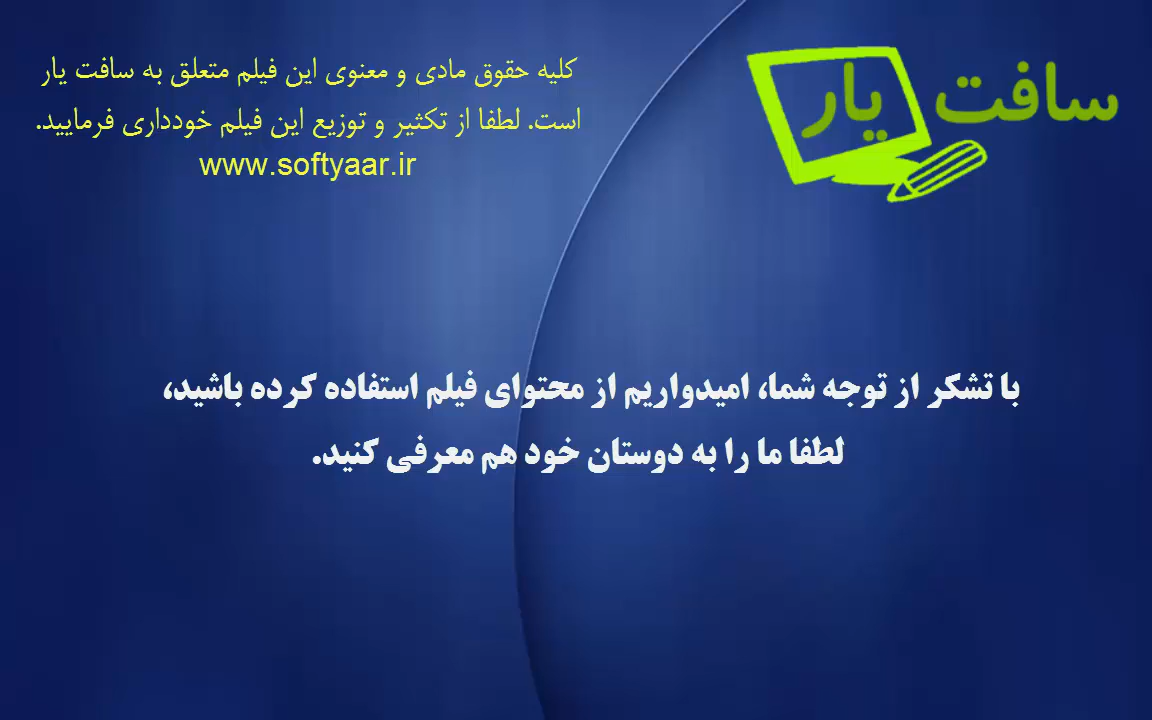 سافت یار
کلیه حقوق مادی و معنوی این فیلم متعلق به سافت یار
است. لطفا از تکثیر و توزیع این فیلم خودداری فرمایید.
www.softyaar.ir
با تشکر از توجه شما، امیدواریم از محتوای فیلم استفاده کرده باشید،
لطفا ما را به دوستان خود هم معرفی کنید.